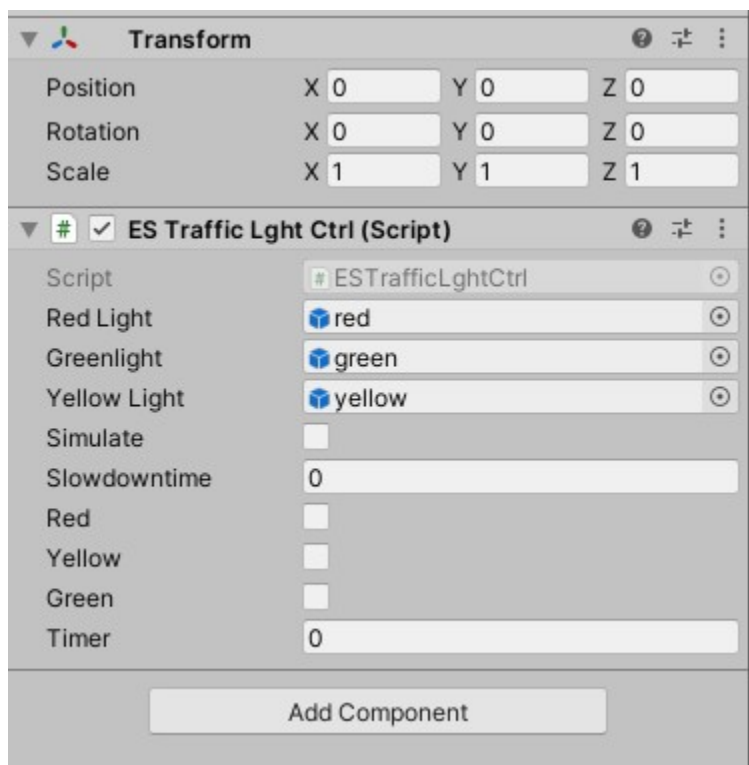 Transform
Position X 0 Y 0 Z 0
Rotation X 0 Y 0 Z 0
Scale X 1 Y 1 Z 1
# ES Traffic Lght Ctrl (Script)
Script # ESTrafficLghtCtrl
Red Light red
Greenlight green
Yellow Light yellow
Simulate
Slowdowntime 0
Red
Yellow
Green
Timer 0
Add Component